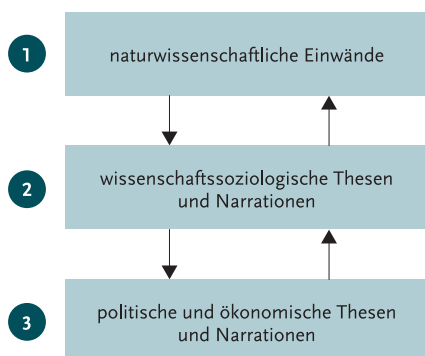 1 naturwissenschaftliche Einwände
2 wissenschaftssoziologische Thesen
und Narrationen
3 politische und ökonomische Thesen
und Narrationen